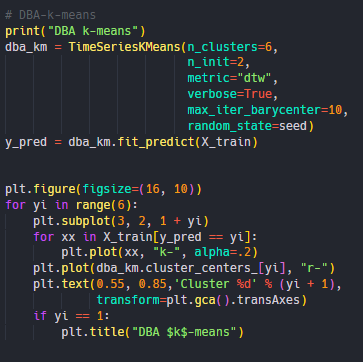 # DBA-k-means
print("DBA k-means")
dba_km = TimeSeriesKMeans(n_clusters=6,
                          n_init=2,
                          metric="dtw",
                          verbose=True,
                          max_iter_barycenter=10,
                          random_state=seed)
y_pred = dba_km.fit_predict(X_train)
plt.figure(figsize=(16, 10))
for yi in range(6):
    plt.subplot(3, 2, 1 + yi)
    for xx in X_train[y_pred == yi]:
        plt.plot(xx, "k-", alpha=.2)
    plt.plot(dba_km.cluster_centers_[yi], "r-")
    plt.text(0.55, 0.85,'Cluster %d' % (yi + 1),
             transform=plt.gca().transAxes)
    if yi == 1:
        plt.title("DBA $k$-means")